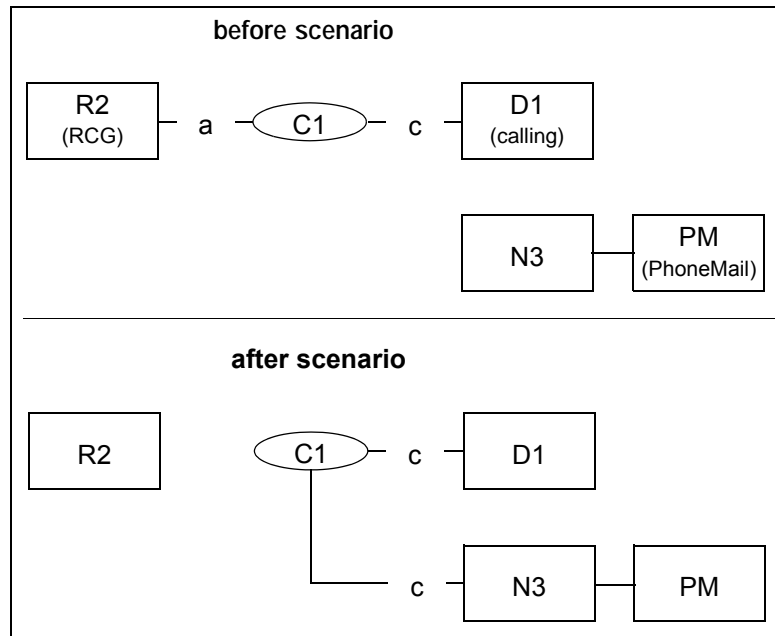 before scenario
R2
(RCG)
a
C1
c
D1
(calling)
N3
PM
(PhoneMail)
after scenario
R2
C1
c
D1
c
N3
PM